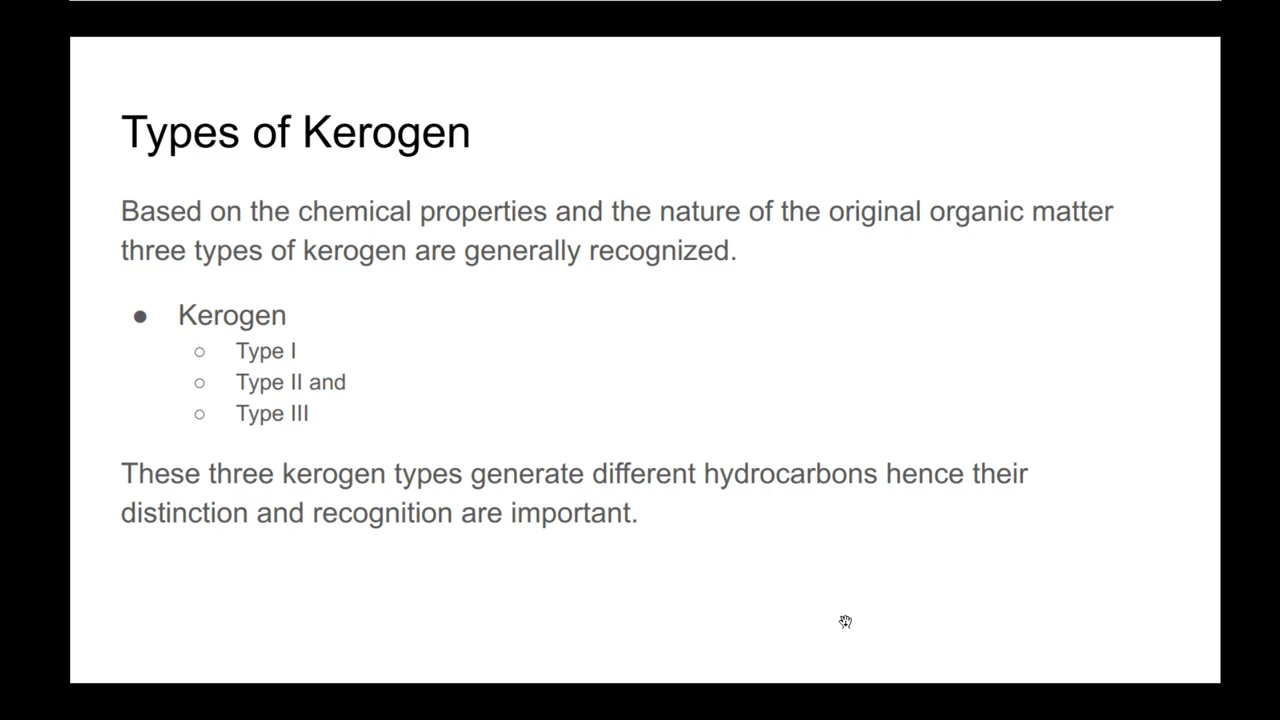 Types of Kerogen
Based on the chemical properties and the nature of the original organic matter
three types of kerogen are generally recognized.
● Kerogen
○ Type I
○ Type II and
○ Type III
These three kerogen types generate different hydrocarbons hence their
distinction and recognition are important.